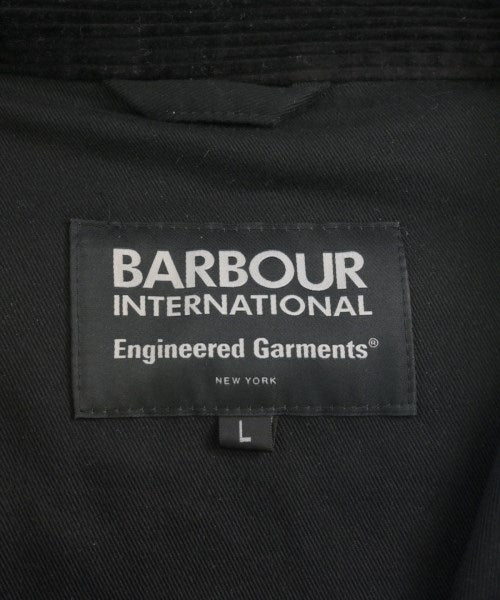 BARBOUR
INTERNATIONAL
Engineered Garments®
NEW YORK
L